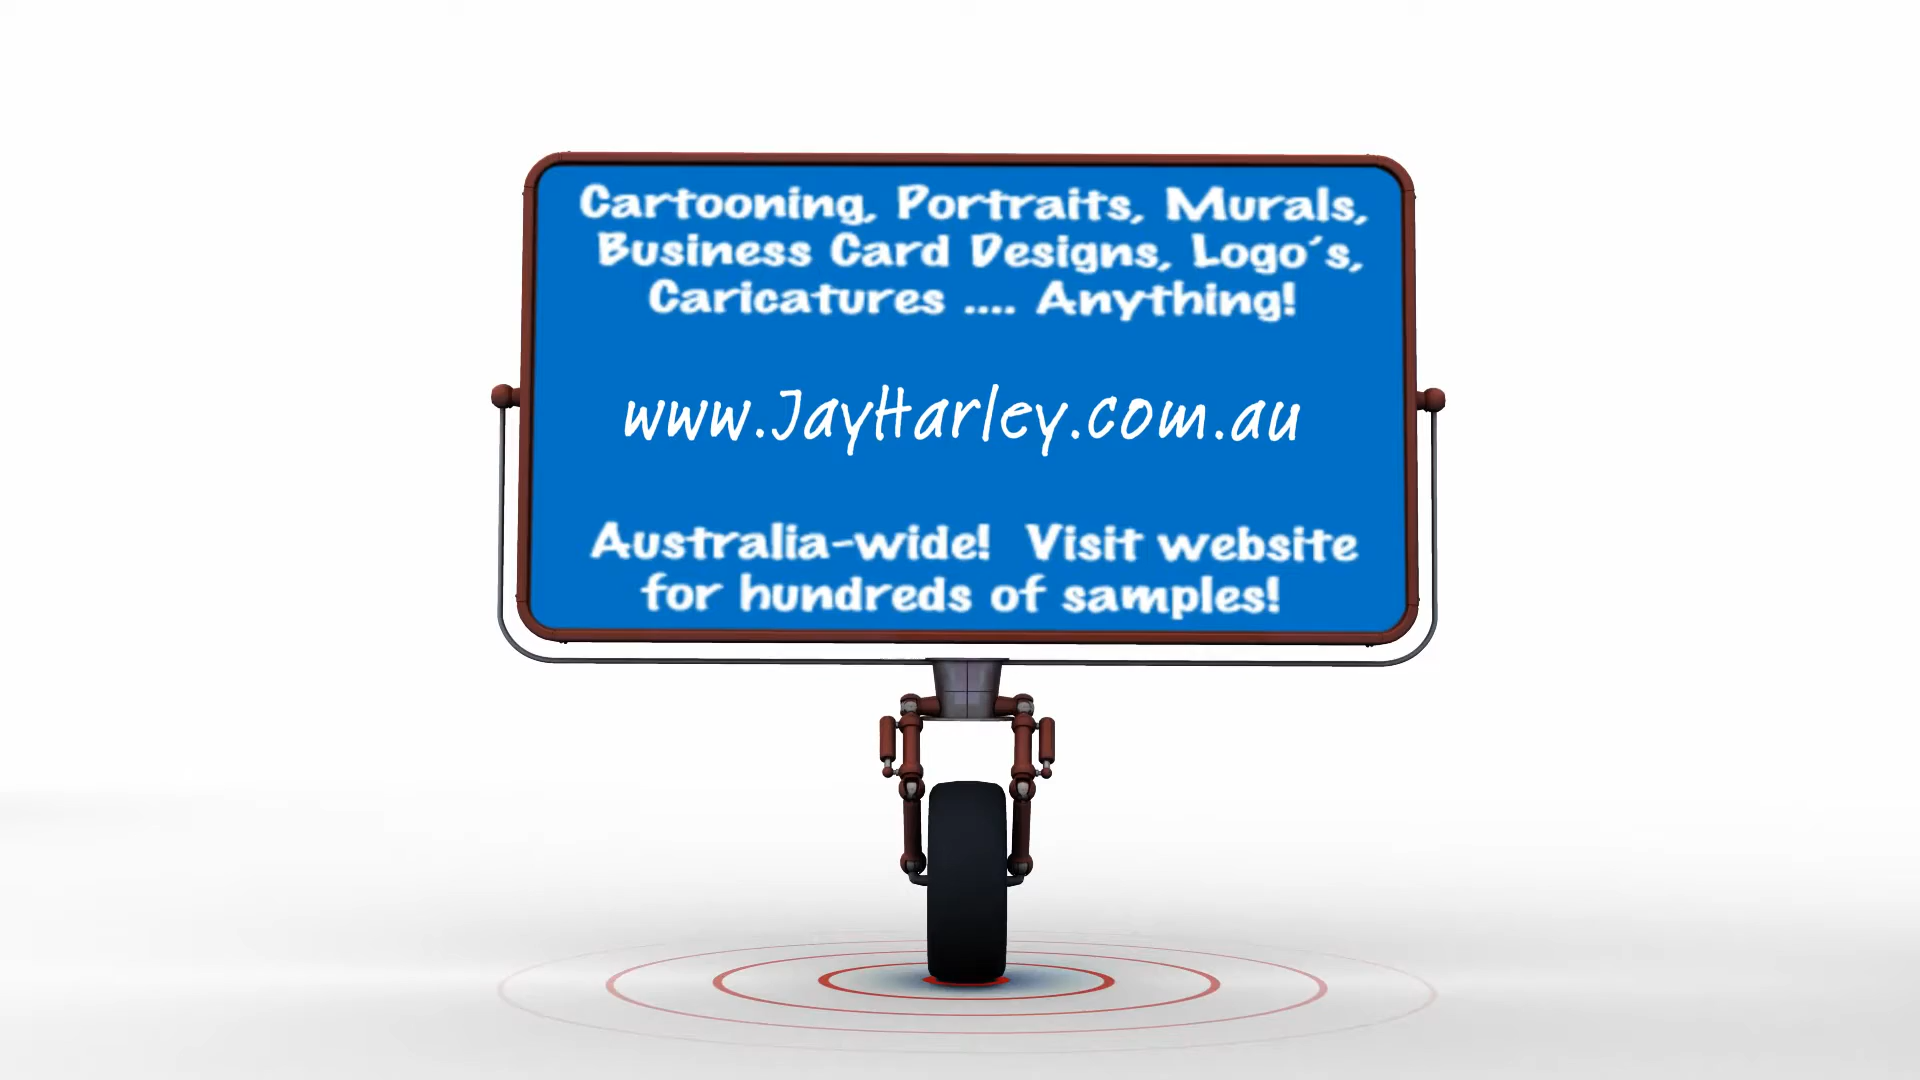 Cartooning, Portraits, Murals,
Business Card Designs, Logo´s,
Caricatures .... Anything!
www.JayHarley.com.au
Australia-wide! Visit website
for hundreds of samples!